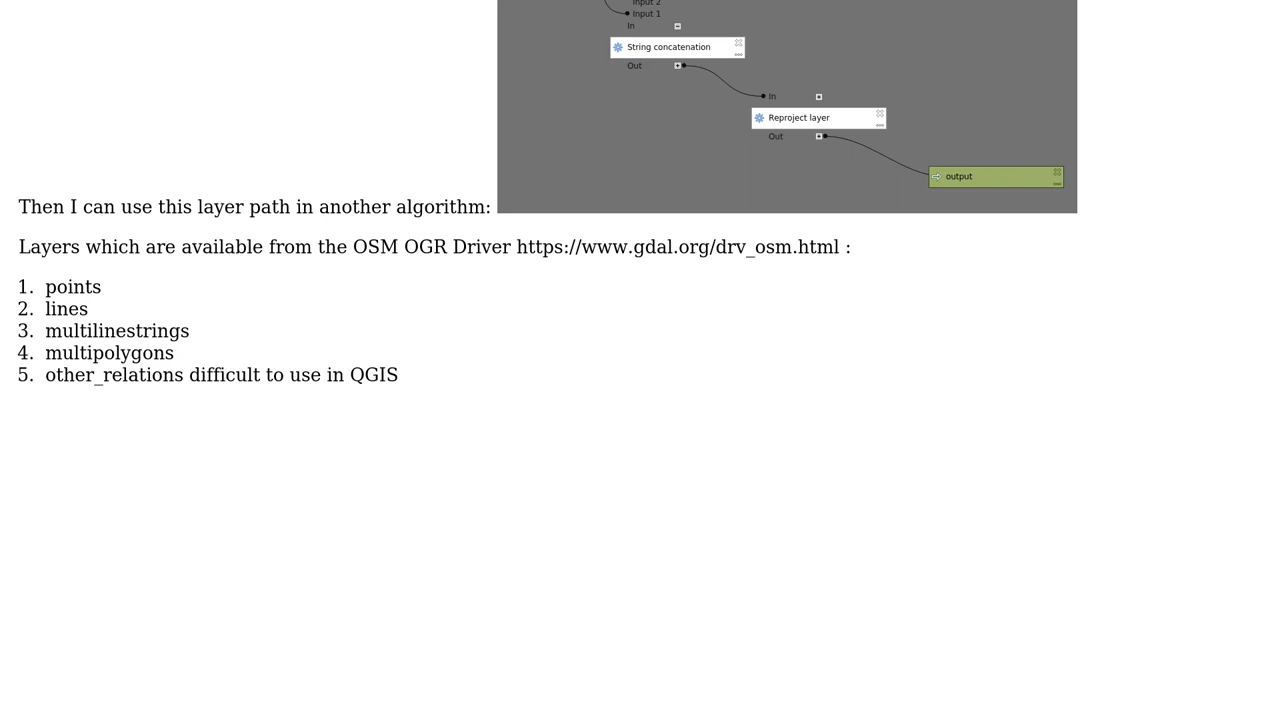 Input 2
Input 1
In
String concatenation
Out
In
Reproject layer
Out
output
Then I can use this layer path in another algorithm:
Layers which are available from the OSM OGR Driver https://www.gdal.org/drv_osm.html :
1. points
2. lines
3. multilinestrings
4. multipolygons
5. other_relations difficult to use in QGIS